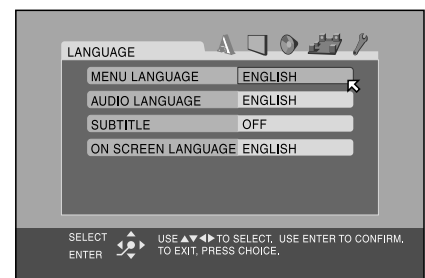 LANGUAGE
MENU LANGUAGE ENGLISH
AUDIO LANGUAGE ENGLISH
SUBTITLE OFF
ON SCREEN LANGUAGE ENGLISH
SELECT
ENTER
USE ▲▼◀▶ TO SELECT. USE ENTER TO CONFIRM.
TO EXIT, PRESS CHOICE.